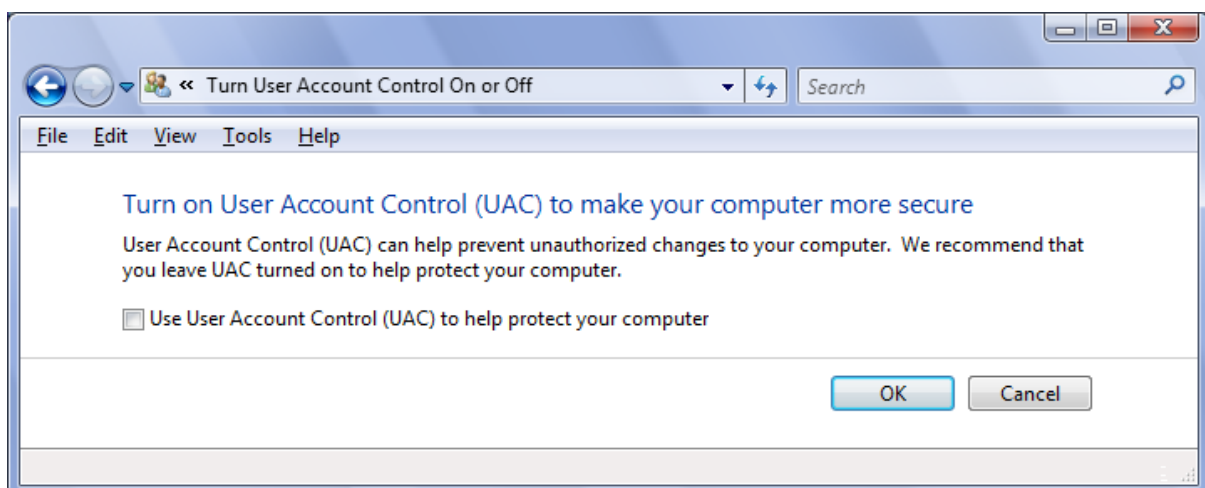 « Turn User Account Control On or Off
Search
File Edit View Tools Help
Turn on User Account Control (UAC) to make your computer more secure
User Account Control (UAC) can help prevent unauthorized changes to your computer.  We recommend that
you leave UAC turned on to help protect your computer.
Use User Account Control (UAC) to help protect your computer
OK Cancel